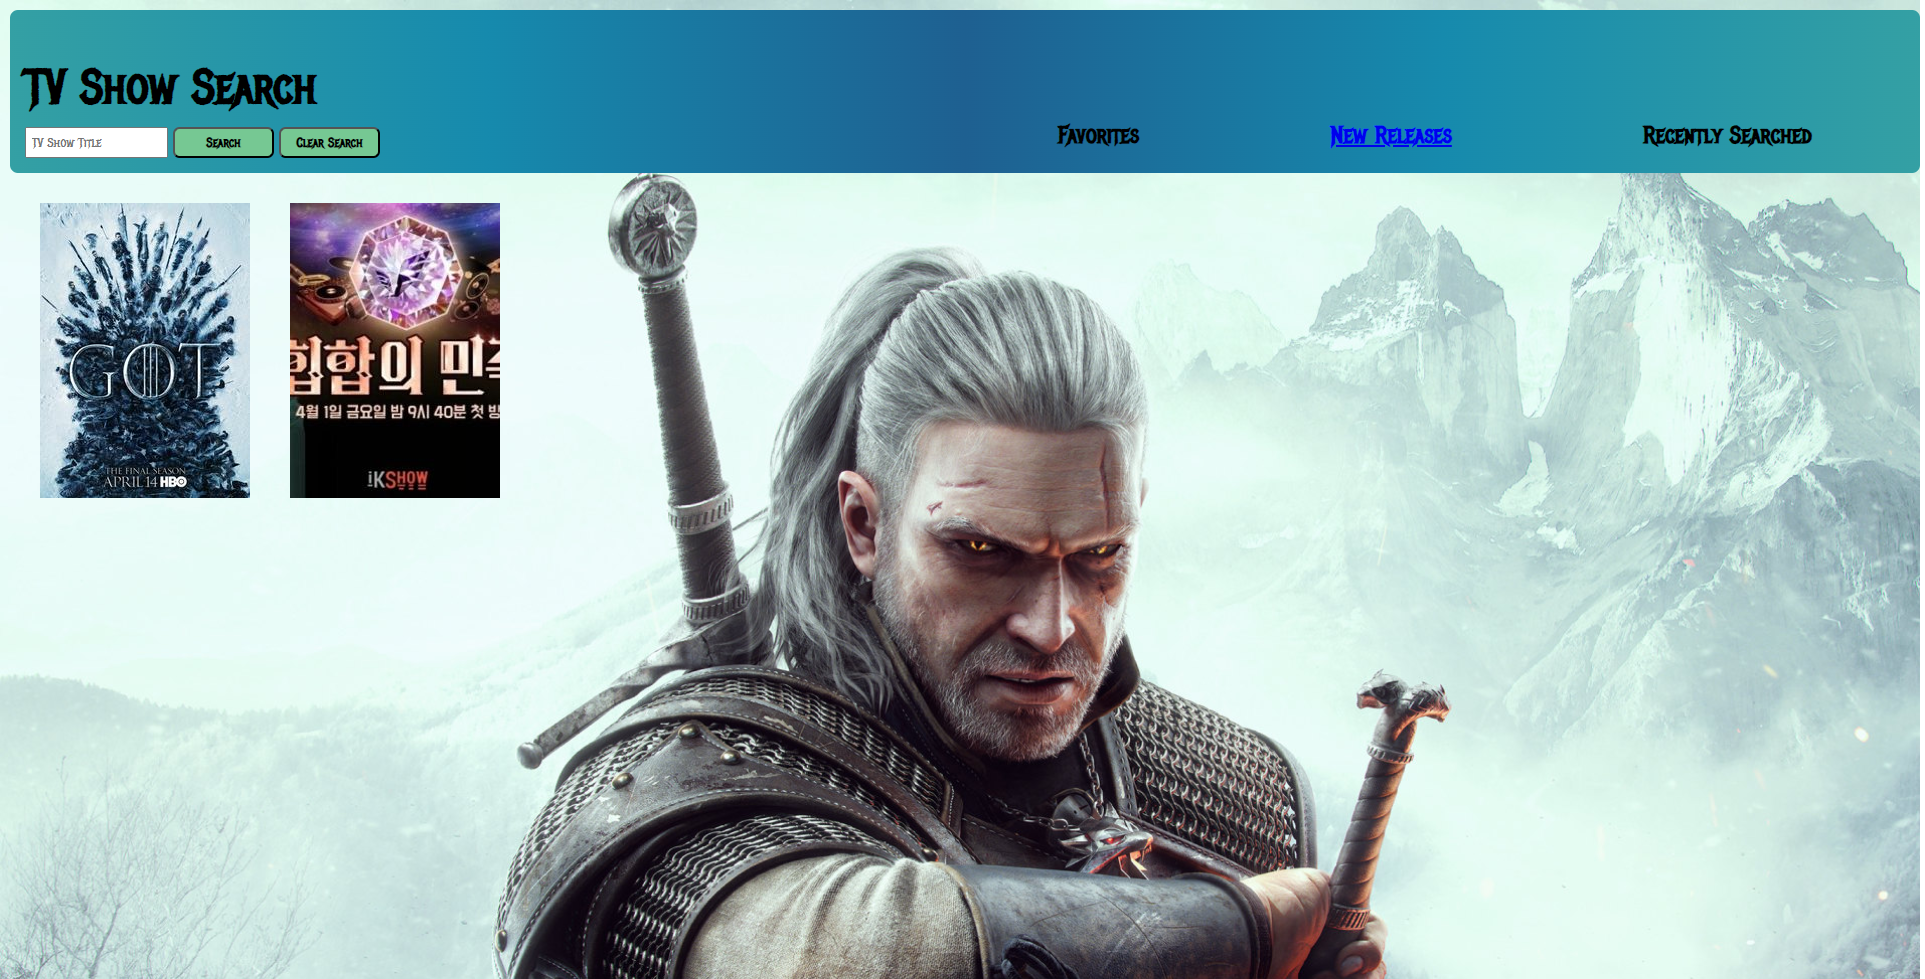 TV Show Search
TV Show Title
Search
Clear Search
Favorites
New Releases
Recently Searched
GOT
THE FINAL SEASON
APRIL 14 HBO
힙합의 민
4월 1일 금요일 밤 9시 40분 첫
iKSHOW